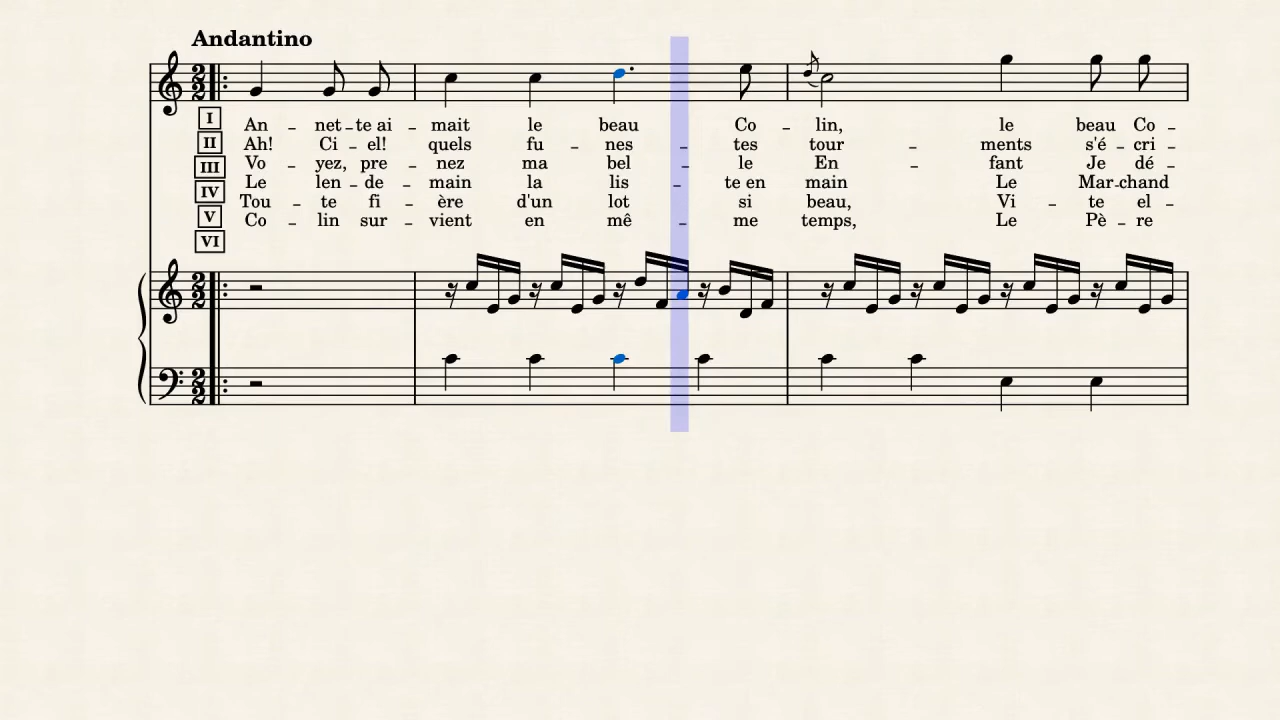 Andantino
I An – net – te ai – mait le beau Co – lin, le beau Co –
II Ah! Ci – el! quels fu – nes – tes tour – ments s'é – cri –
III Vo – yez, pre – nez ma bel – le En – fant Je dé –
IV Le len – de – main la lis – te en main Le Mar – chand
V Tou – te fi – ère d'un lot si beau, Vi – te el –
VI Co – lin sur – vient en mê – me temps, Le Pè – re